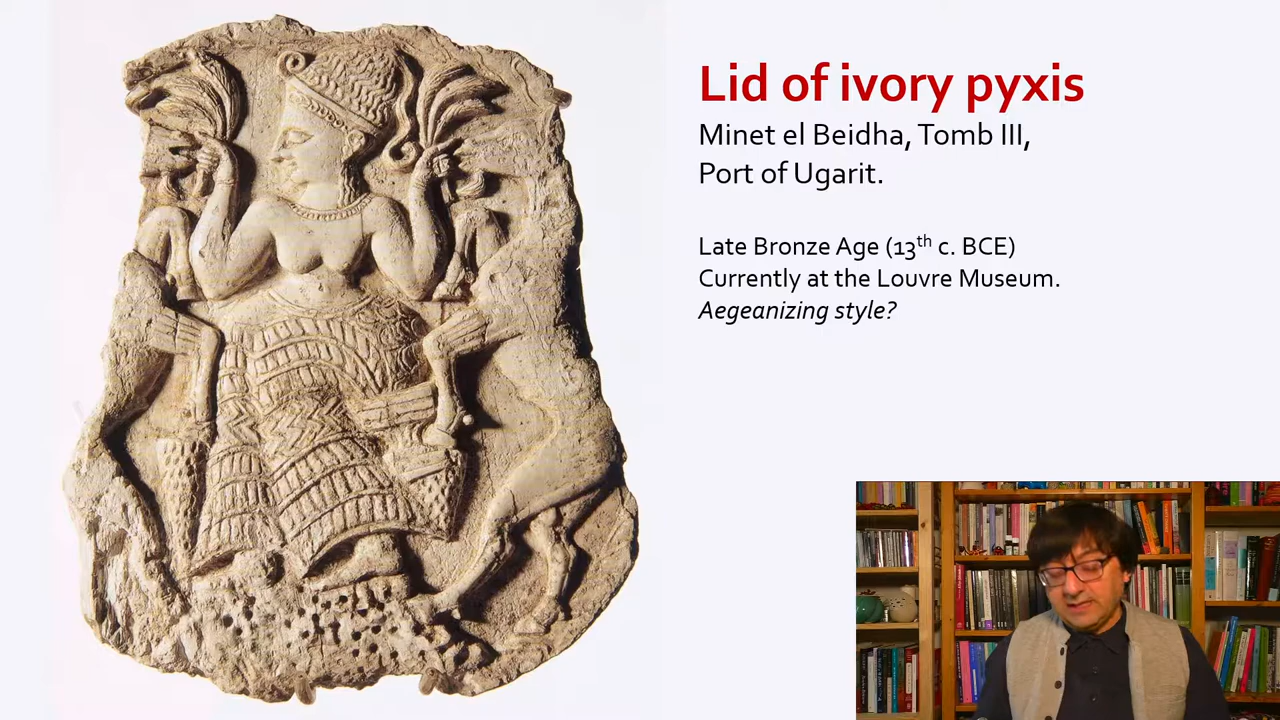 Lid of ivory pyxis
Minet el Beidha, Tomb III,
Port of Ugarit.
Late Bronze Age (13th c. BCE)
Currently at the Louvre Museum.
Aegeanizing style?